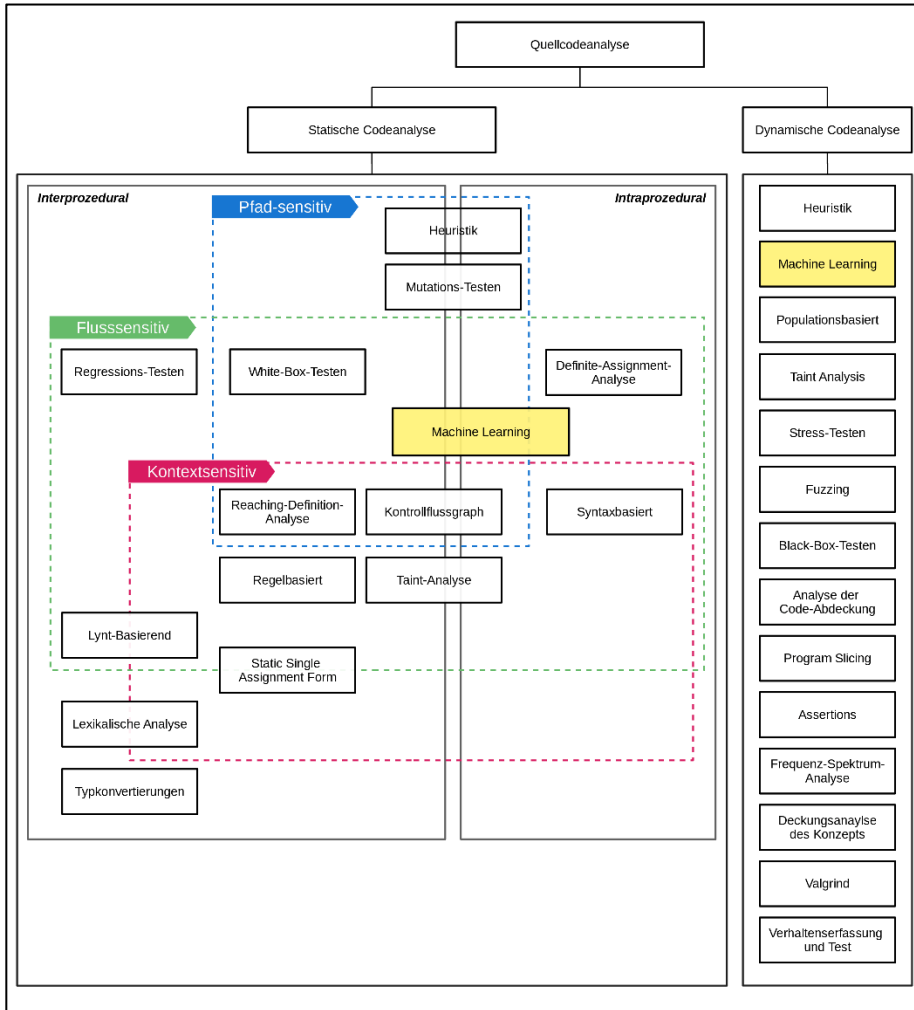 Quellcodeanalyse
Statische Codeanalyse
Dynamische Codeanalyse
Interprozedural
Intraprozedural
Pfad-sensitiv
Heuristik
Mutations-Testen
Flusssensitiv
Regressions-Testen
White-Box-Testen
Definite-Assignment-
Analyse
Machine Learning
Kontextsensitiv
Reaching-Definition-
Analyse
Kontrollflussgraph
Syntaxbasiert
Regelbasiert
Taint-Analyse
Lynt-Basierend
Static Single
Assignment Form
Lexikalische Analyse
Typkonvertierungen
Heuristik
Machine Learning
Populationsbasiert
Taint Analysis
Stress-Testen
Fuzzing
Black-Box-Testen
Analyse der
Code-Abdeckung
Program Slicing
Assertions
Frequenz-Spektrum-
Analyse
Deckungsanaylse
des Konzepts
Valgrind
Verhaltenserfassung
und Test